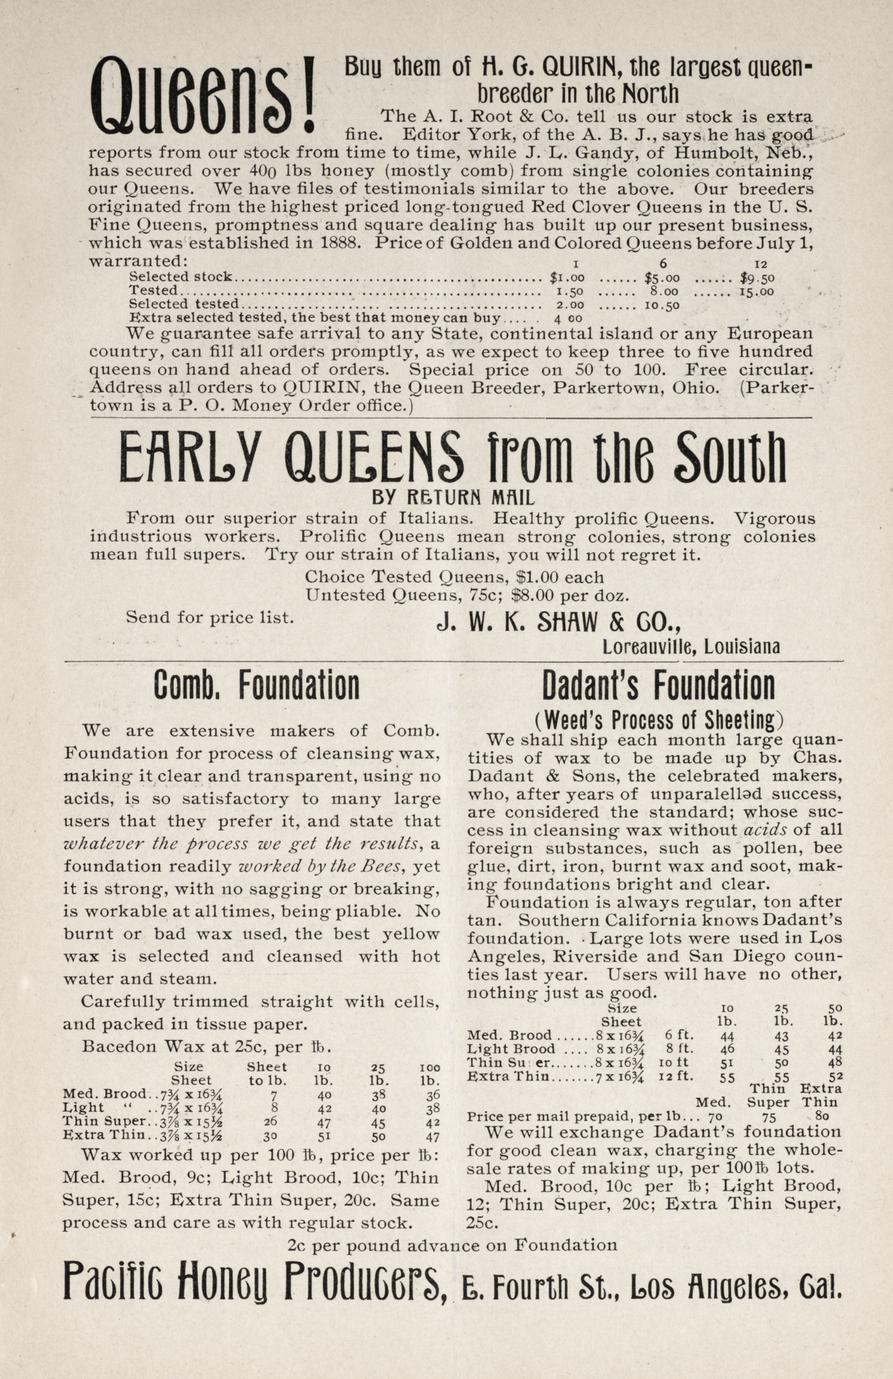 Queens!
Buy them of H. G. QUIRIN, the largest queen-
breeder in the North
The A. I. Root & Co. tell us our stock is extra
fine. Editor York, of the A. B. J., says he has good
reports from our stock from time to time, while J. L. Gandy, of Humbolt, Neb.,
has secured over 400 lbs honey (mostly comb) from single colonies containing
our Queens. We have files of testimonials similar to the above. Our breeders
originated from the highest priced long-tongued Red Clover Queens in the U. S.
Fine Queens, promptness and square dealing has built up our present business,
which was established in 1888. Price of Golden and Colored Queens before July 1,
warranted: 1 6 12
Selected stock............................................ $1.00 ...... $5.00 ...... $9.50
Tested.................................................... 1.50 ...... 8.00 ...... 15.00
Selected tested........................................... 2.00 ...... 10.50
Extra selected tested, the best that money can buy.... . 4 00
We guarantee safe arrival to any State, continental island or any European
country, can fill all orders promptly, as we expect to keep three to five hundred
queens on hand ahead of orders. Special price on 50 to 100. Free circular.
Address all orders to QUIRIN, the Queen Breeder, Parkertown, Ohio. (Parker-
town is a P. O. Money Order office.)
EARLY QUEENS from the South
BY RETURN MAIL
From our superior strain of Italians. Healthy prolific Queens. Vigorous
industrious workers. Prolific Queens mean strong colonies, strong colonies
mean full supers. Try our strain of Italians, you will not regret it.
Choice Tested Queens, $1.00 each
Untested Queens, 75c; $8.00 per doz.
Send for price list. J. W. K. SHAW & CO.,
Loreauville, Louisiana
Comb. Foundation
We are extensive makers of Comb.
Foundation for process of cleansing wax,
making it clear and transparent, using no
acids, is so satisfactory to many large
users that they prefer it, and state that
whatever the process we get the results, a
foundation readily worked by the Bees, yet
it is strong, with no sagging or breaking,
is workable at all times, being pliable. No
burnt or bad wax used, the best yellow
wax is selected and cleansed with hot
water and steam.
Carefully trimmed straight with cells,
and packed in tissue paper.
Bacedon Wax at 25c, per ℔.
Size Sheet 10 25 100
Sheet to lb. lb. lb. lb.
Med. Brood..7¾ x 16¾ 7 40 38 36
Light " ..7¾ x 16¾ 8 42 40 38
Thin Super..3⅞ x 15½ 26 47 45 42
Extra Thin..3⅞ x 15½ 30 51 50 47
Wax worked up per 100 ℔, price per ℔:
Med. Brood, 9c; Light Brood, 10c; Thin
Super, 15c; Extra Thin Super, 20c. Same
process and care as with regular stock.
Dadant's Foundation
(Weed's Process of Sheeting)
We shall ship each month large quan-
tities of wax to be made up by Chas.
Dadant & Sons, the celebrated makers,
who, after years of unparalellad success,
are considered the standard; whose suc-
cess in cleansing wax without acids of all
foreign substances, such as pollen, bee
glue, dirt, iron, burnt wax and soot, mak-
ing foundations bright and clear.
Foundation is always regular, ton after
tan. Southern California knows Dadant's
foundation. Large lots were used in Los
Angeles, Riverside and San Diego coun-
ties last year. Users will have no other,
nothing just as good.
Size 10 25 50
Sheet lb. lb. lb.
Med. Brood ......8 x 16¾ 6 ft. 44 43 42
Light Brood .... 8 x 16¾ 8 ft. 46 45 44
Thin Su er.......8 x 16¾ 10 ft 51 50 48
Extra Thin.......7 x 16¾ 12 ft. 55 55 52
Thin Extra
Med. Super Thin
Price per mail prepaid, per lb... 70 75 80
We will exchange Dadant's foundation
for good clean wax, charging the whole-
sale rates of making up, per 100℔ lots.
Med. Brood, 10c per ℔; Light Brood,
12; Thin Super, 20c; Extra Thin Super,
25c.
2c per pound advance on Foundation
Pacific Honey Producers, E. Fourth St., Los Angeles, Cal.